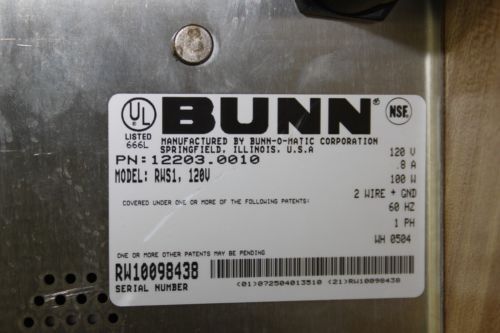 UL
LISTED
666L
BUNN®
NSF.
MANUFACTURED BY BUNN-O-MATIC CORPORATION
SPRINGFIELD, ILLINOIS, U.S.A
PN:12203.0010
MODEL: RWS1, 120V
120 V
.8 A
100 W
2 WIRE + GND
60 HZ
1 PH
WH 0504
COVERED UNDER ONE OR MORE OF THE FOLLOWING PATENTS:
ONE OR MORE OTHER PATENTS MAY BE PENDING
RW10098438
SERIAL NUMBER
(01)072504013510 (21)RW10098438